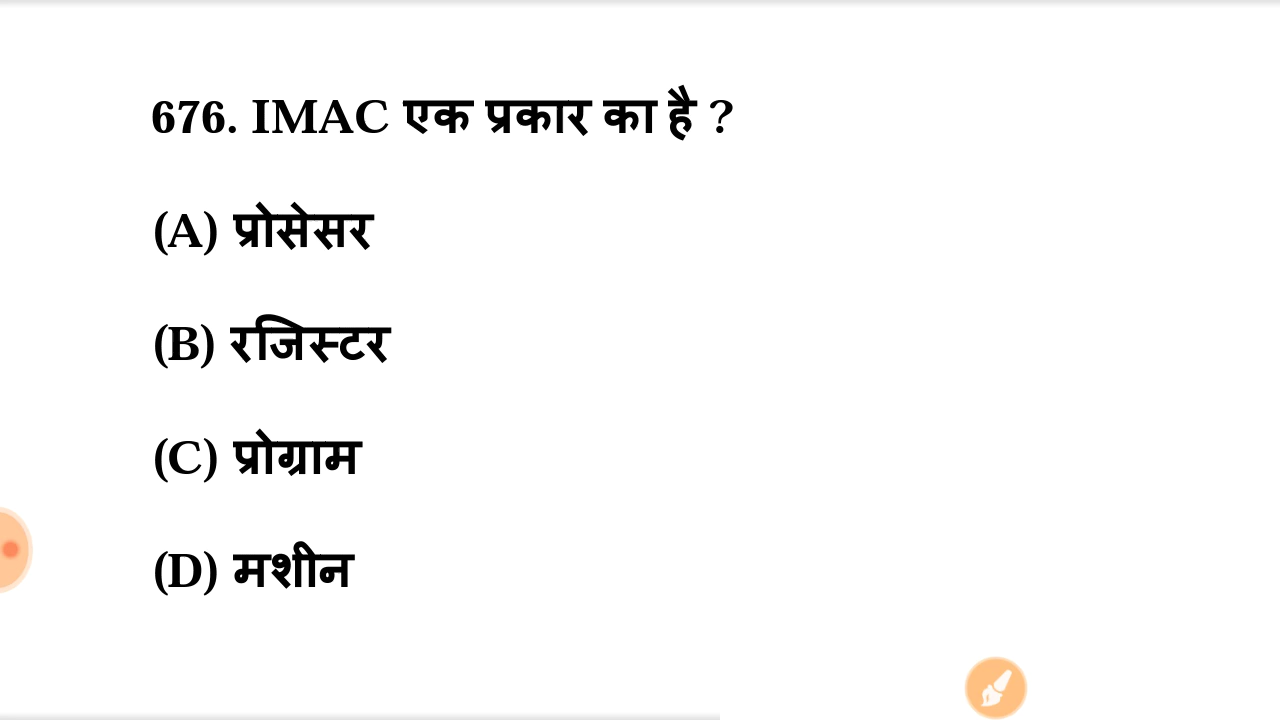 676. IMAC एक प्रकार का है ?
(A) प्रोसेसर
(B) रजिस्टर
(C) प्रोग्राम
(D) मशीन